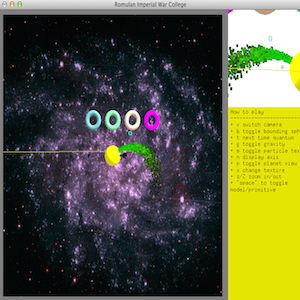 Romulan Imperial War College
How to play
* v switch camera
* b toggle bounding sph
* t next time quantum
* g toggle gravity
* a toggle particle tex
* n display axis
* p toggle planet view
* x change texture
* z/Z zoom in/out
* "space" to toggle
model/primitive